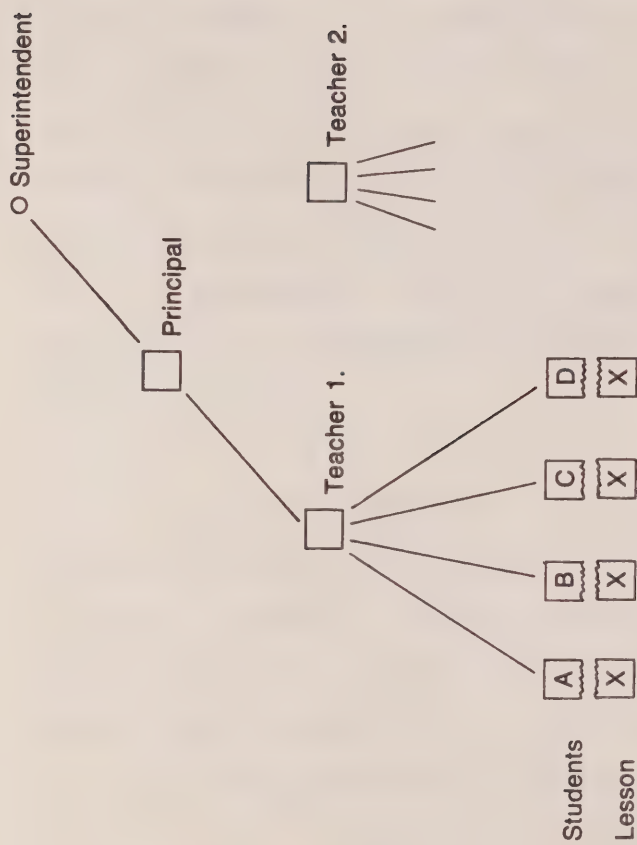 Superintendent
Principal
Teacher 1.
Teacher 2.
Students
A
B
C
D
Lesson
X
X
X
X